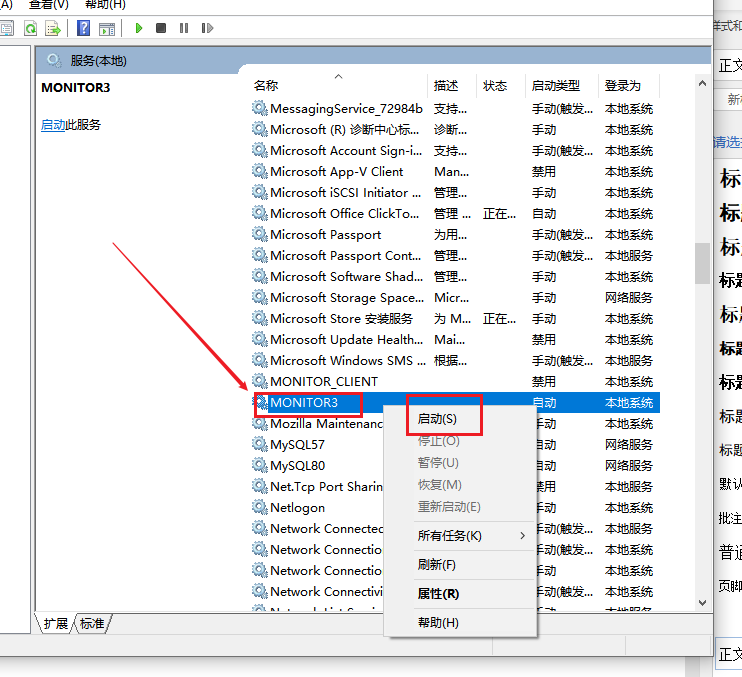 (A) 查看(V) 帮助(H)
服务(本地)
MONITOR3
启动此服务
名称 描述 状态 启动类型 登录为
MessagingService_72984b 支持... 手动(触发... 本地系统
Microsoft (R) 诊断中心标... 诊断... 手动 本地系统
Microsoft Account Sign-i... 支持... 手动(触发... 本地系统
Microsoft App-V Client Man... 禁用 本地系统
Microsoft iSCSI Initiator ... 管理... 手动 本地系统
Microsoft Office ClickTo... 管理 ... 正在... 自动 本地系统
Microsoft Passport 为用... 手动(触发... 本地系统
Microsoft Passport Cont... 管理... 手动(触发... 本地服务
Microsoft Software Shad... 管理... 手动 本地系统
Microsoft Storage Space... Micr... 手动 网络服务
Microsoft Store 安装服务 为 M... 正在... 手动 本地系统
Microsoft Update Health... Mai... 禁用 本地系统
Microsoft Windows SMS ... 根据... 手动(触发... 本地服务
MONITOR_CLIENT 禁用 本地系统
MONITOR3 自动 本地系统
Mozilla Maintenanc 手动 本地系统
MySQL57 自动 网络服务
MySQL80 自动 网络服务
Net.Tcp Port Sharin 禁用 本地服务
Netlogon 手动 本地系统
Network Connected 手动(触发... 本地服务
Network Connectio 手动(触发... 本地系统
Network Connectio 手动 本地系统
Network Connectivi 手动(触发... 本地系统
启动(S)
停止(O)
暂停(U)
恢复(M)
重新启动(E)
所有任务(K)
刷新(F)
属性(R)
帮助(H)
扩展 标准
样式和
正文
请选
标
标
标
标题
标
标题
标题
标题
标题
默认
批注
普通
页脚
正文